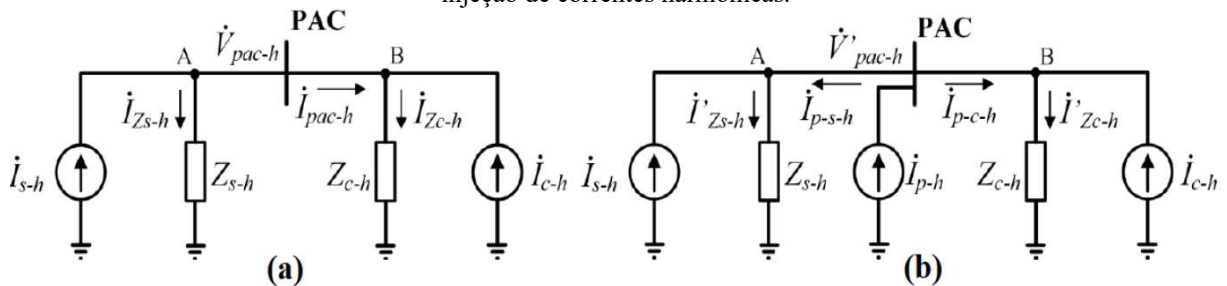 injeção de correntes harmônicas.
PAC
V̇pac-h
A
B
İZs-h
İpac-h
İZc-h
İs-h
Zs-h
Zc-h
İc-h
(a)
PAC
V̇'pac-h
A
B
İ'Zs-h
İp-s-h
İp-c-h
İ'Zc-h
İs-h
Zs-h
İp-h
Zc-h
İc-h
(b)